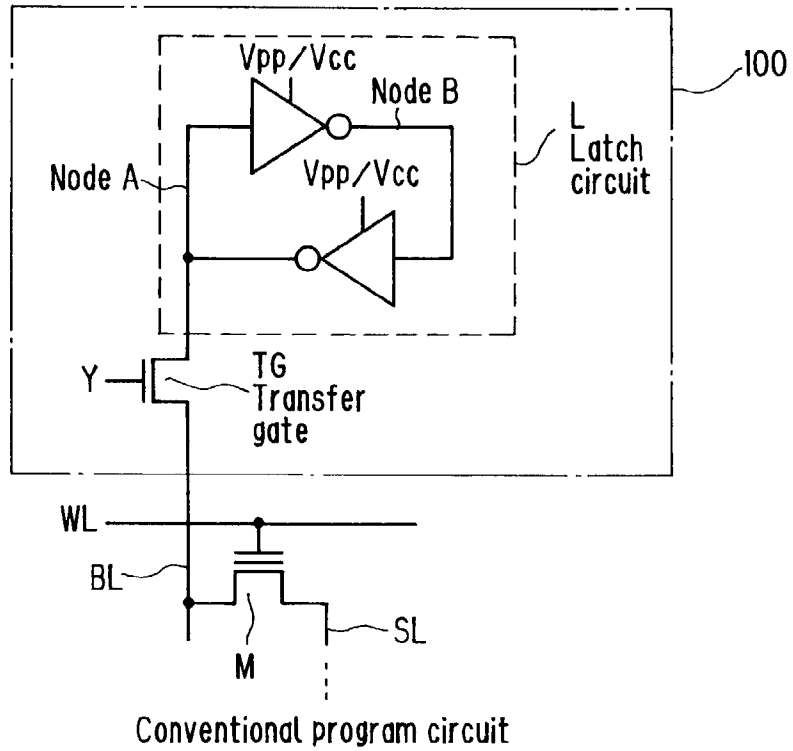 Vpp/Vcc
100
Node B
L
Latch
circuit
Node A
Vpp/Vcc
Y
TG
Transfer
gate
WL
BL
SL
M
Conventional program circuit